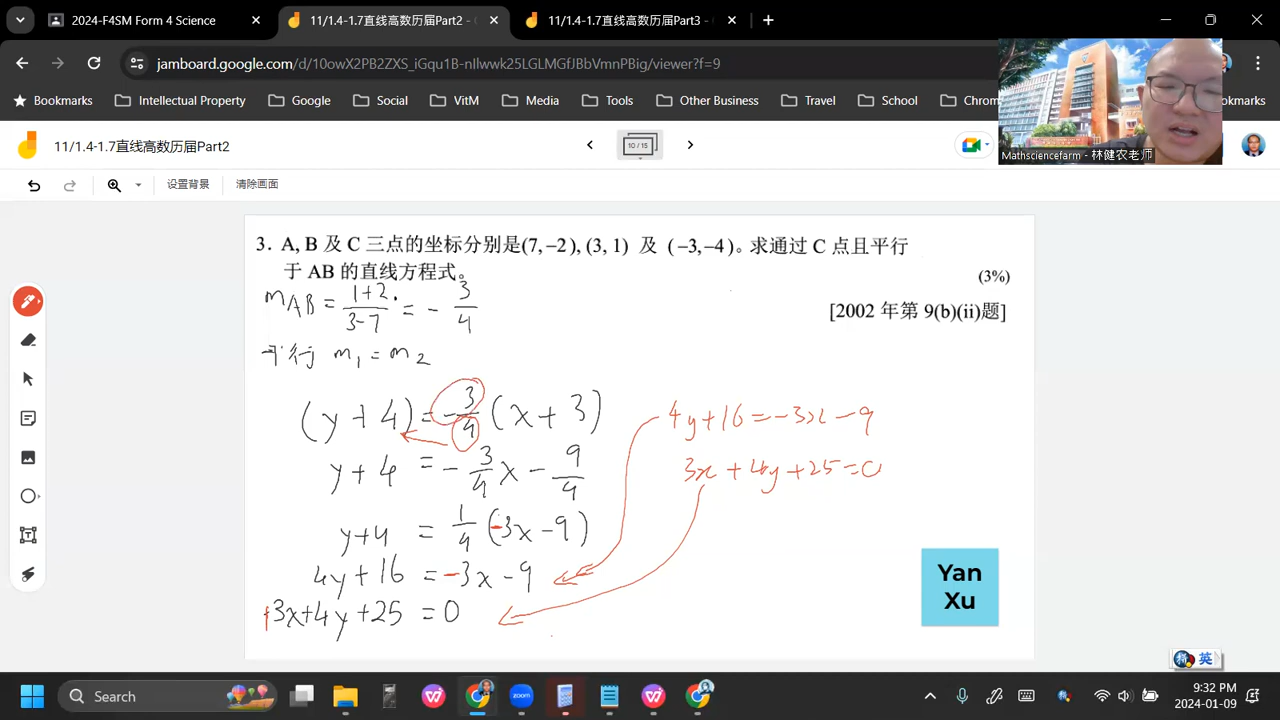 2024-F4SM Form 4 Science
11/1.4-1.7直线高数历届Part2 -
11/1.4-1.7直线高数历届Part3 -
jamboard.google.com/d/10owX2PB2ZXS_iGqu1B-nIlwwk25LGLMGfJBbVmnPBig/viewer?f=9
Bookmarks
Intellectual Property
Google
Social
VitM
Media
Tools
Other Business
Travel
School
Chrom
okmarks
Mathsciencefarm - 林健农老师
11/1.4-1.7直线高数历届Part2
10 / 15
设置背景
清除画面
3. A, B 及 C 三点的坐标分别是(7, −2), (3, 1) 及 (−3, −4)。求通过 C 点且平行
于 AB 的直线方程式。
(3%)
[2002 年第 9(b)(ii)题]
mAB = 1+2 / 3-7 = - 3/4
平行 m₁ = m₂
(y + 4) = - 3/4 (x + 3)
y + 4 = - 3/4 x - 9/4
y+4 = 1/4 (-3x - 9)
4y + 16 = -3x - 9
3x+4y+25 = 0
4y+16 = -3x - 9
3x + 4y + 25 = 0
Yan
Xu
精 英
Search
9:32 PM
2024-01-09